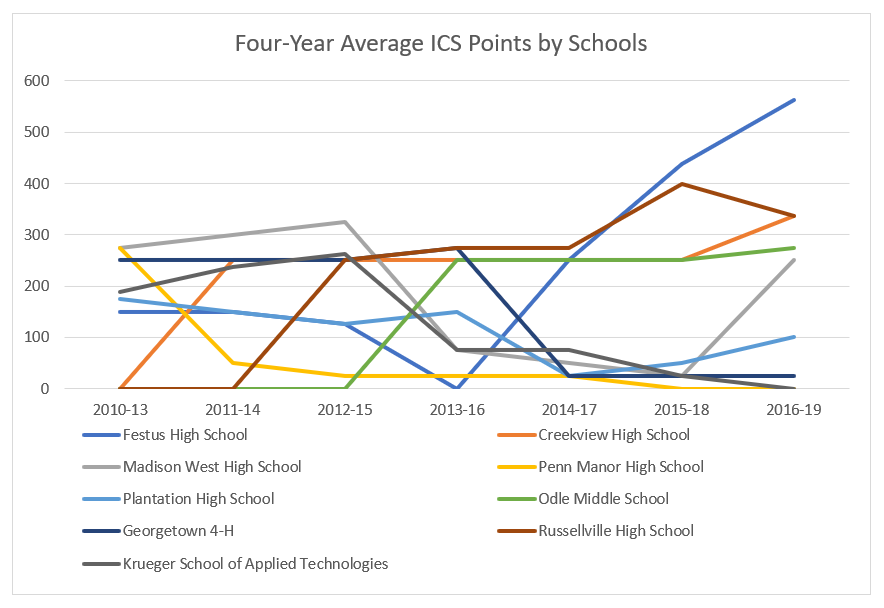 Four-Year Average ICS Points by Schools
600
500
400
300
200
100
0
2010-13 2011-14 2012-15 2013-16 2014-17 2015-18 2016-19
Festus High School Creekview High School
Madison West High School Penn Manor High School
Plantation High School Odle Middle School
Georgetown 4-H Russellville High School
Krueger School of Applied Technologies